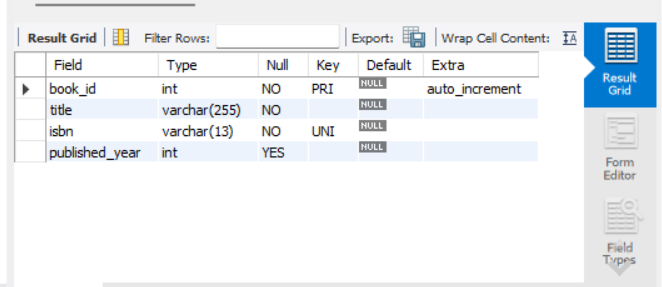 Result Grid Filter Rows: Export: Wrap Cell Content: IA
Field Type Null Key Default Extra
book_id int NO PRI NULL auto_increment
title varchar(255) NO NULL
isbn varchar(13) NO UNI NULL
published_year int YES NULL
Result
Grid
Form
Editor
Field
Types